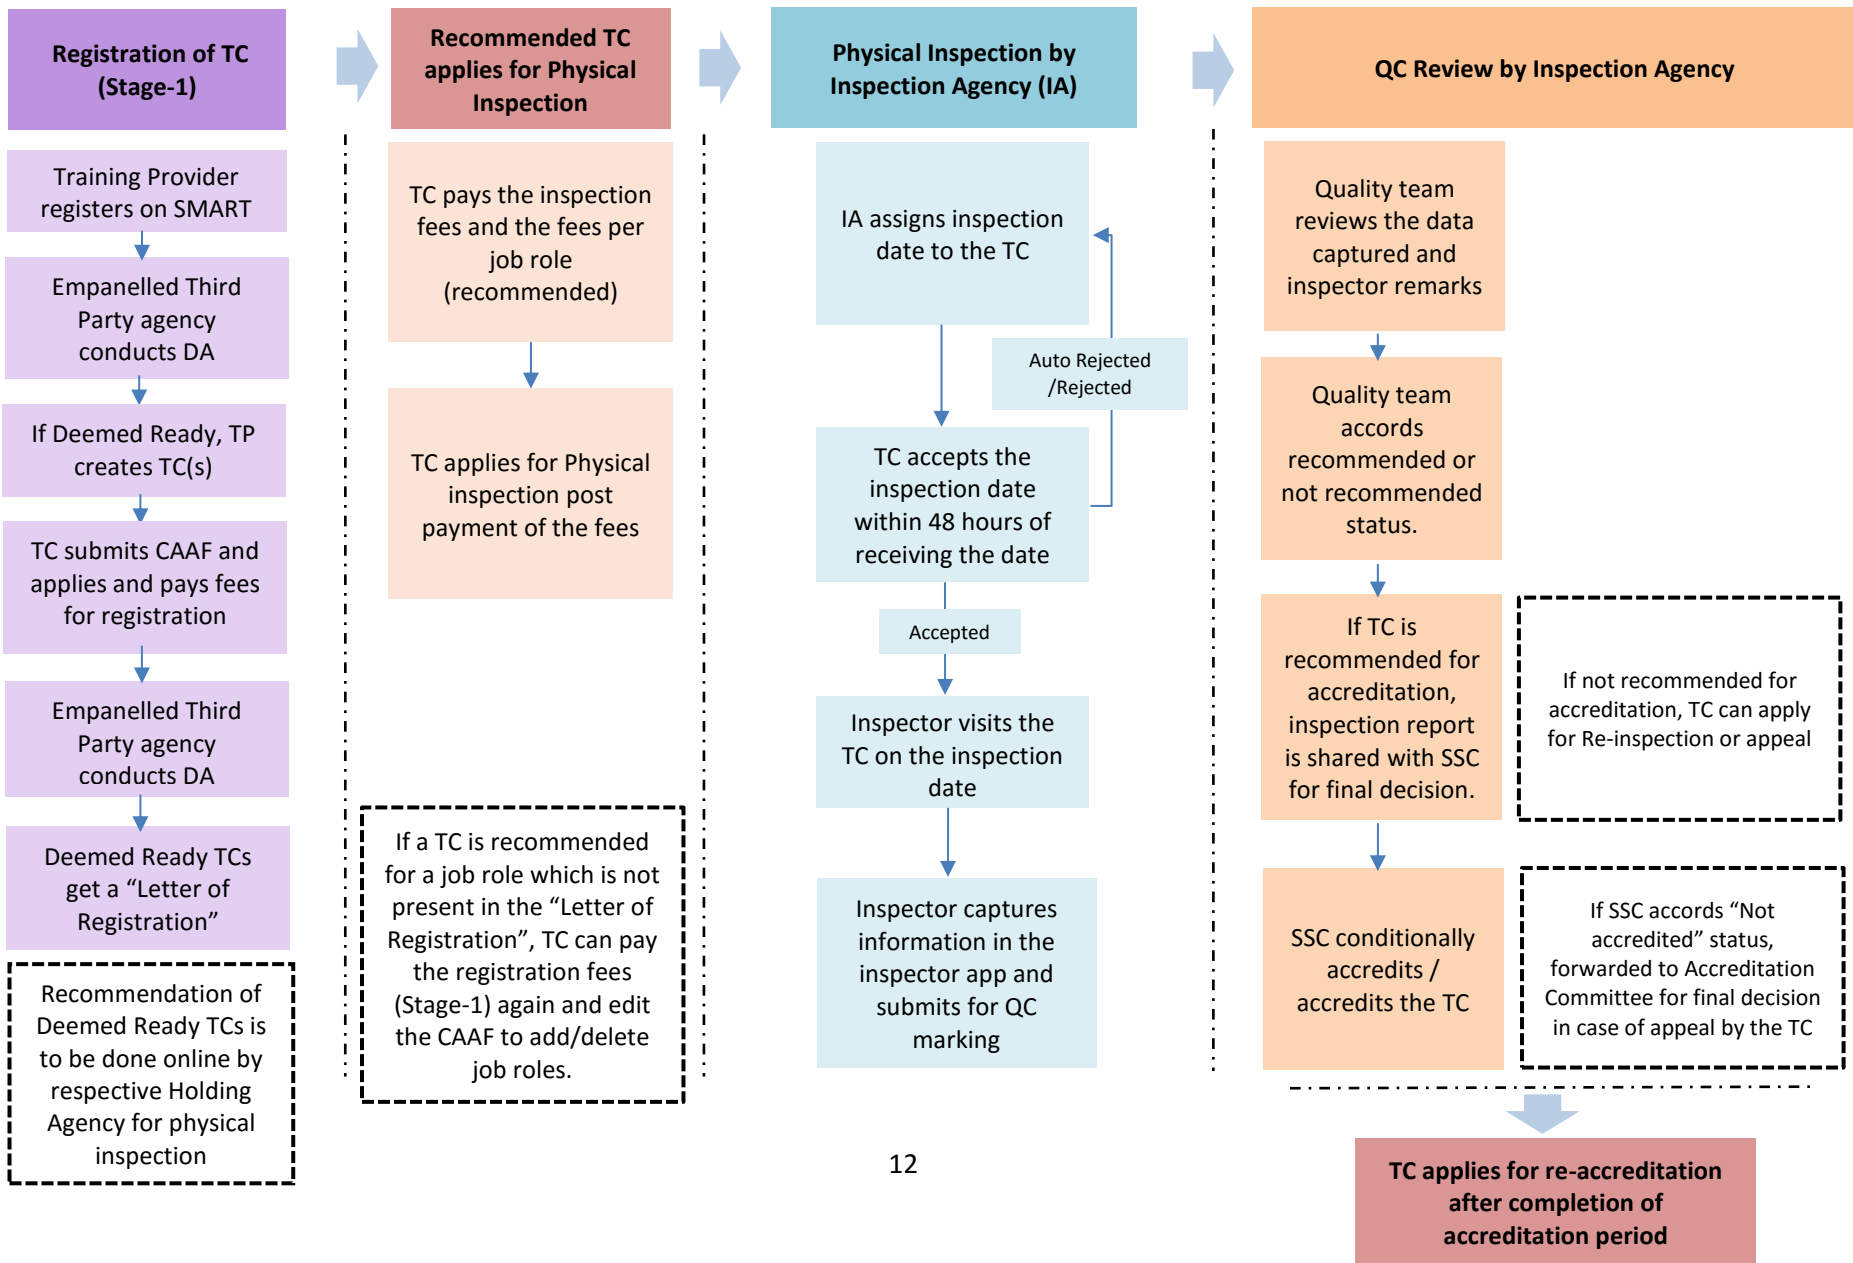 Registration of TC
(Stage-1)
Training Provider
registers on SMART
Empanelled Third
Party agency
conducts DA
If Deemed Ready, TP
creates TC(s)
TC submits CAAF and
applies and pays fees
for registration
Empanelled Third
Party agency
conducts DA
Deemed Ready TCs
get a “Letter of
Registration”
Recommendation of
Deemed Ready TCs is
to be done online by
respective Holding
Agency for physical
inspection
Recommended TC
applies for Physical
Inspection
TC pays the inspection
fees and the fees per
job role
(recommended)
TC applies for Physical
inspection post
payment of the fees
If a TC is recommended
for a job role which is not
present in the “Letter of
Registration”, TC can pay
the registration fees
(Stage-1) again and edit
the CAAF to add/delete
job roles.
Physical Inspection by
Inspection Agency (IA)
IA assigns inspection
date to the TC
Auto Rejected
/Rejected
TC accepts the
inspection date
within 48 hours of
receiving the date
Accepted
Inspector visits the
TC on the inspection
date
Inspector captures
information in the
inspector app and
submits for QC
marking
QC Review by Inspection Agency
Quality team
reviews the data
captured and
inspector remarks
Quality team
accords
recommended or
not recommended
status.
If TC is
recommended for
accreditation,
inspection report
is shared with SSC
for final decision.
If not recommended for
accreditation, TC can apply
for Re-inspection or appeal
SSC conditionally
accredits /
accredits the TC
If SSC accords “Not
accredited” status,
forwarded to Accreditation
Committee for final decision
in case of appeal by the TC
TC applies for re-accreditation
after completion of
accreditation period
12